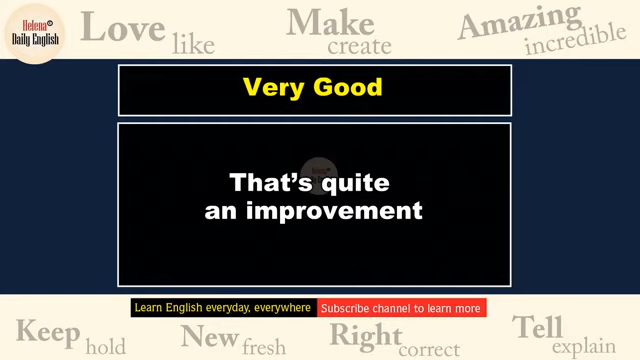 Helena
Daily English
Love
like
Make
create
Amazing
incredible
Very Good
That's quite
an improvement
Learn English everyday, everywhere
Subscribe channel to learn more
Keep
hold
New
fresh
Right
correct
Tell
explain